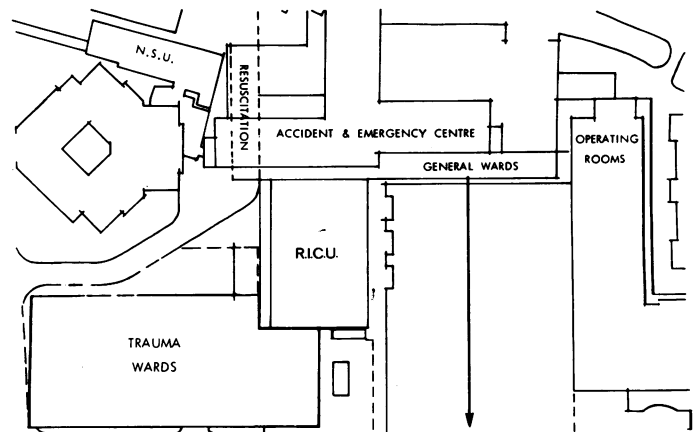 N.S.U.
RESUSCITATION
ACCIDENT & EMERGENCY CENTRE
OPERATING
ROOMS
GENERAL WARDS
R.I.C.U.
TRAUMA
WARDS